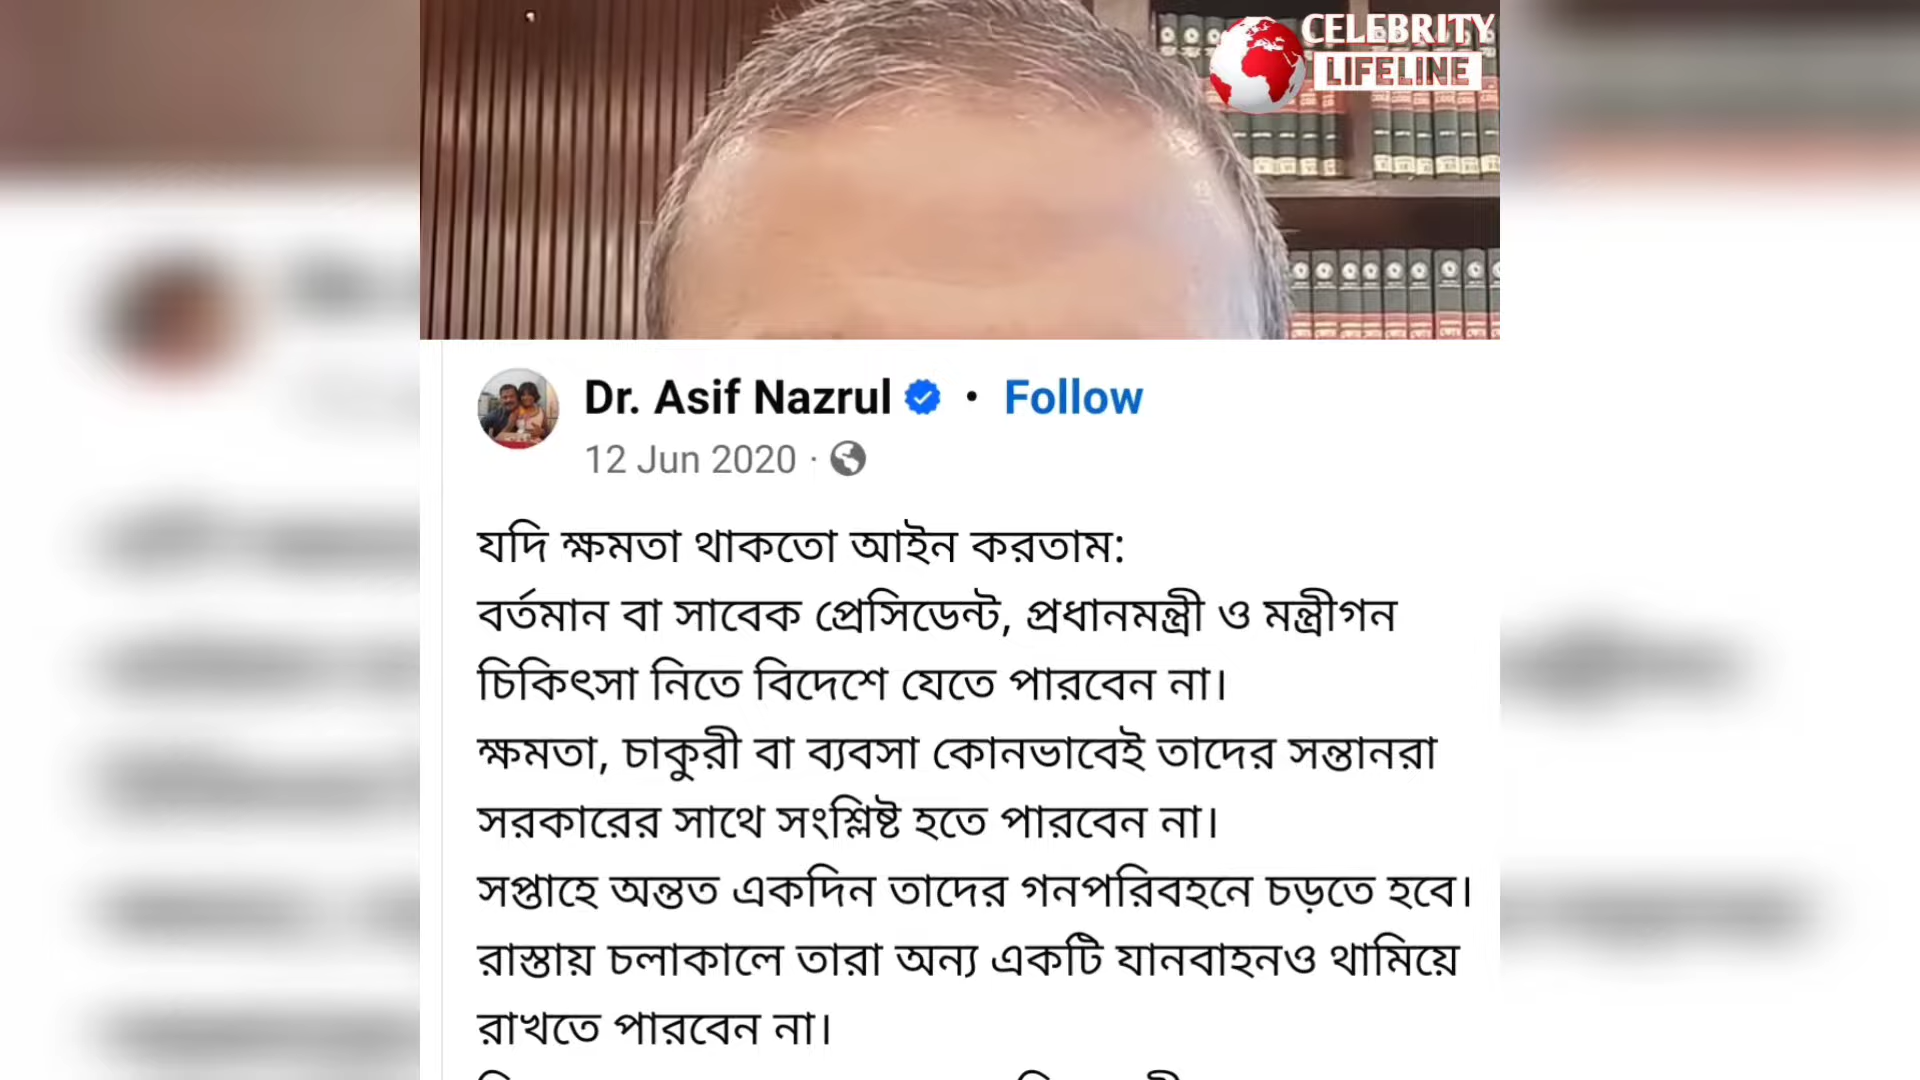 CELEBRITY
LIFELINE
Dr. Asif Nazrul • Follow
12 Jun 2020 ·
যদি ক্ষমতা থাকতো আইন করতাম:
বর্তমান বা সাবেক প্রেসিডেন্ট, প্রধানমন্ত্রী ও মন্ত্রীগন
চিকিৎসা নিতে বিদেশে যেতে পারবেন না।
ক্ষমতা, চাকুরী বা ব্যবসা কোনভাবেই তাদের সন্তানরা
সরকারের সাথে সংশ্লিষ্ট হতে পারবেন না।
সপ্তাহে অন্তত একদিন তাদের গনপরিবহনে চড়তে হবে।
রাস্তায় চলাকালে তারা অন্য একটি যানবাহনও থামিয়ে
রাখতে পারবেন না।